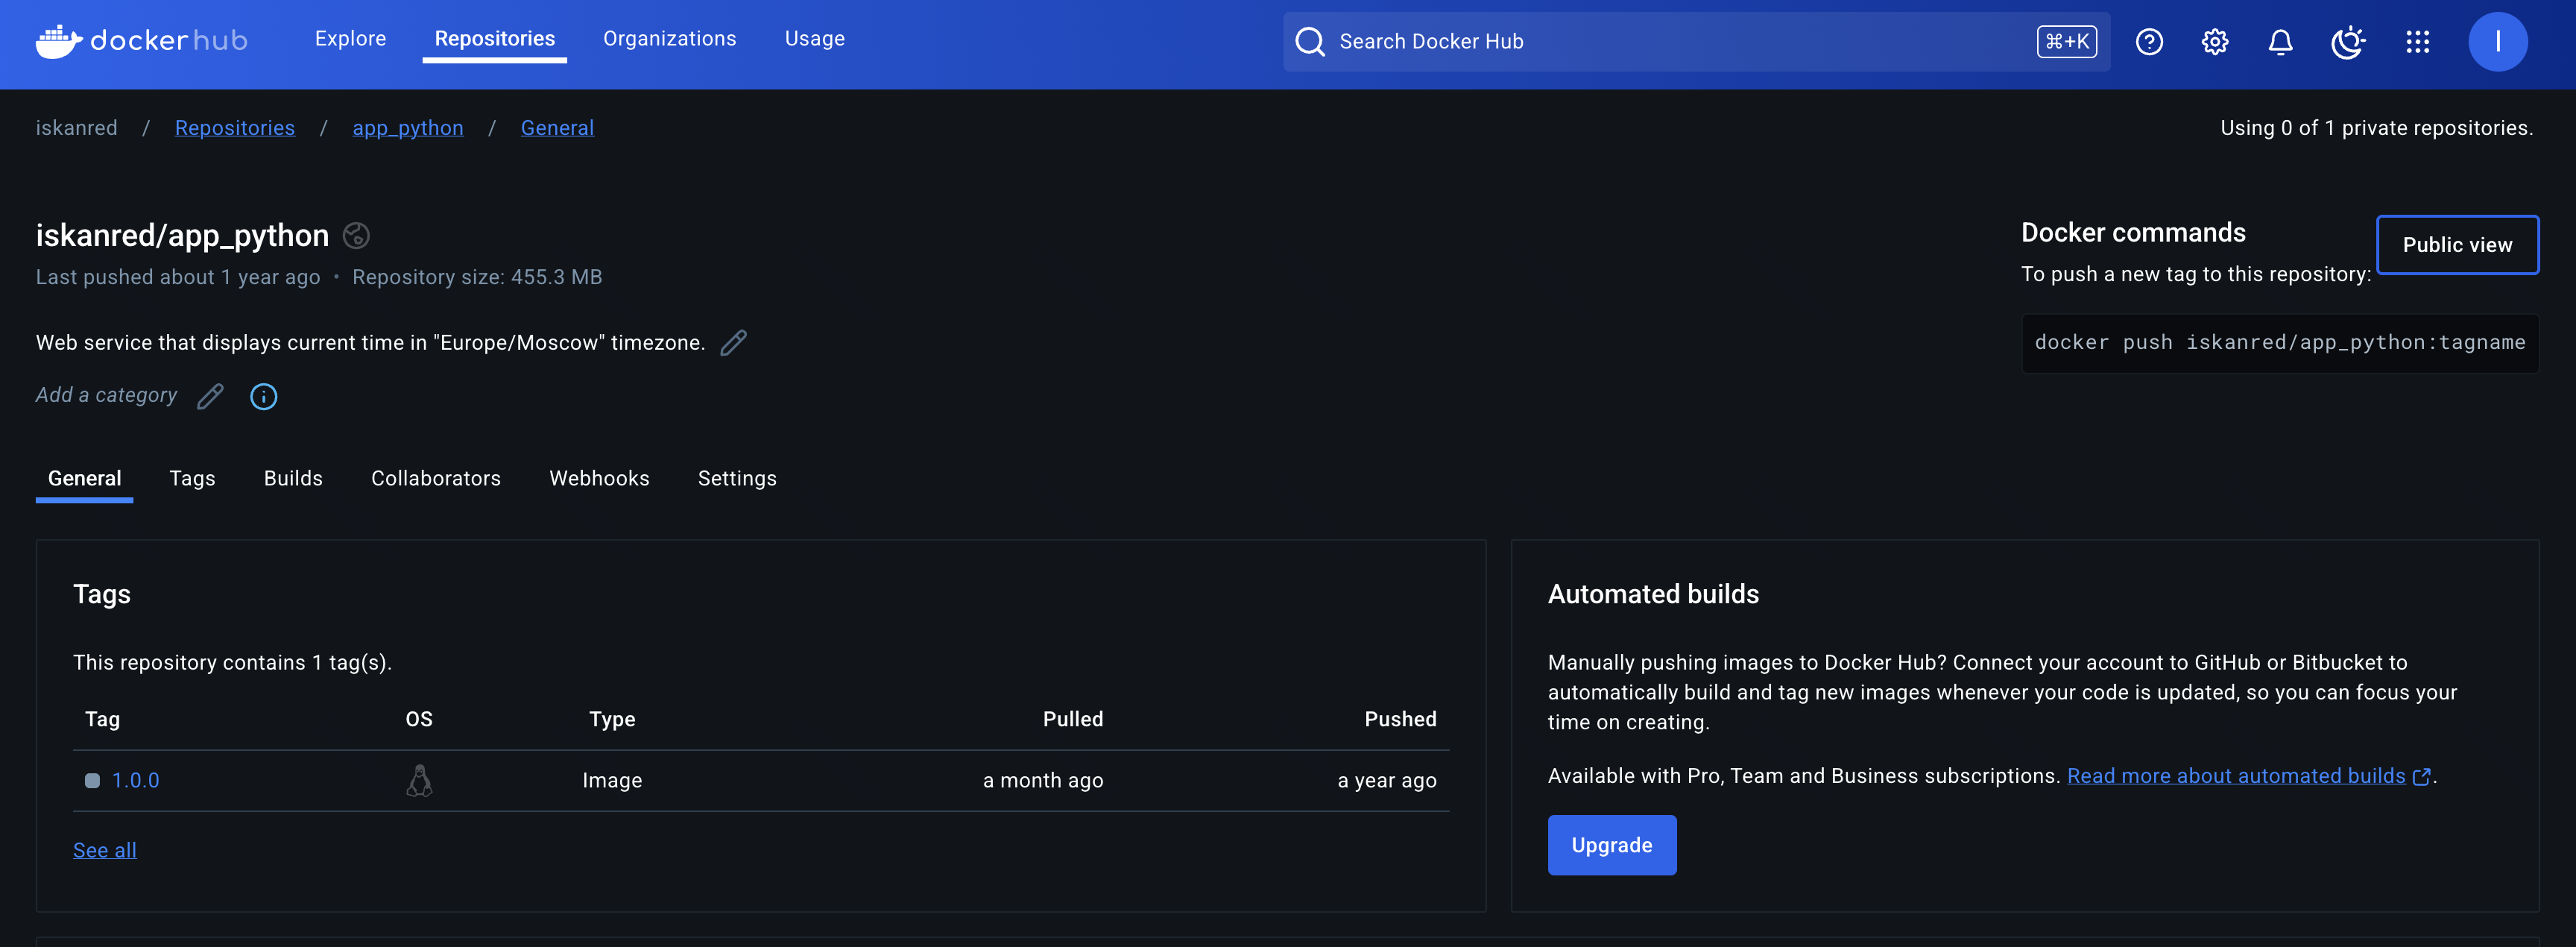 dockerhub Explore Repositories Organizations Usage Search Docker Hub ⌘+K I
iskanred / Repositories / app_python / General Using 0 of 1 private repositories.
iskanred/app_python
Last pushed about 1 year ago • Repository size: 455.3 MB
Docker commands
Public view
To push a new tag to this repository:
Web service that displays current time in "Europe/Moscow" timezone.
docker push iskanred/app_python:tagname
Add a category
General Tags Builds Collaborators Webhooks Settings
Tags
This repository contains 1 tag(s).
Tag OS Type Pulled Pushed
1.0.0 Image a month ago a year ago
See all
Automated builds
Manually pushing images to Docker Hub? Connect your account to GitHub or Bitbucket to
automatically build and tag new images whenever your code is updated, so you can focus your
time on creating.
Available with Pro, Team and Business subscriptions. Read more about automated builds.
Upgrade